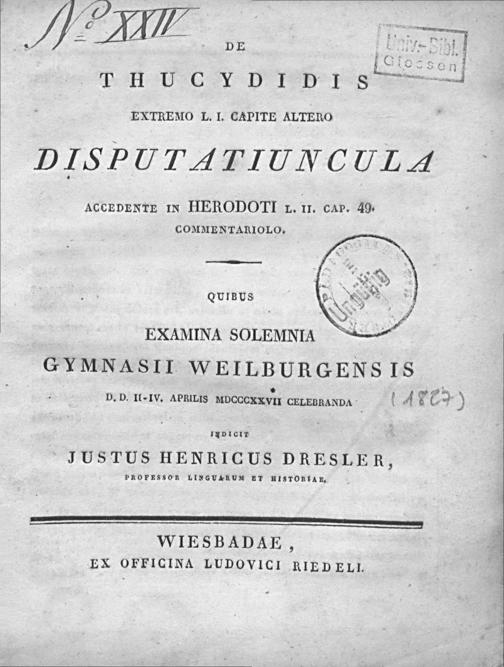 No XXIV
Univ.-Bibl.
Giessen
DE
THUCYDIDIS
EXTREMO L. I. CAPITE ALTERO
DISPUTATIUNCULA
ACCEDENTE IN HERODOTI L. II. CAP. 49.
COMMENTARIOLO.
QUIBUS
EXAMINA SOLEMNIA
GYMNASII WEILBURGENSIS
D. D. II-IV. APRILIS MDCCCXXVII CELEBRANDA
(1827)
INDICIT
JUSTUS HENRICUS DRESLER,
PROFESSOR LINGUARUM ET HISTORIAE.
WIESBADAE,
EX OFFICINA LUDOVICI RIEDELI.